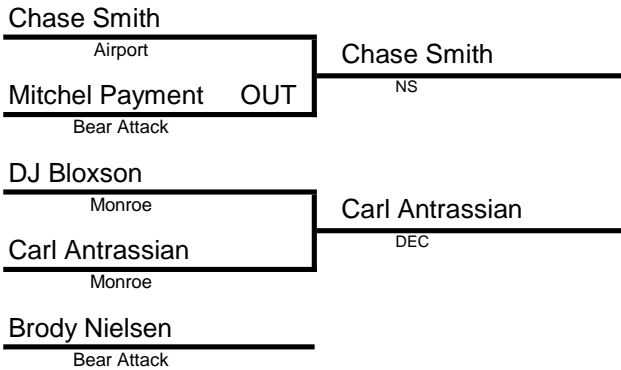 Chase Smith
Airport
Chase Smith
NS
Mitchel Payment OUT
Bear Attack
DJ Bloxson
Monroe
Carl Antrassian
DEC
Carl Antrassian
Monroe
Brody Nielsen
Bear Attack